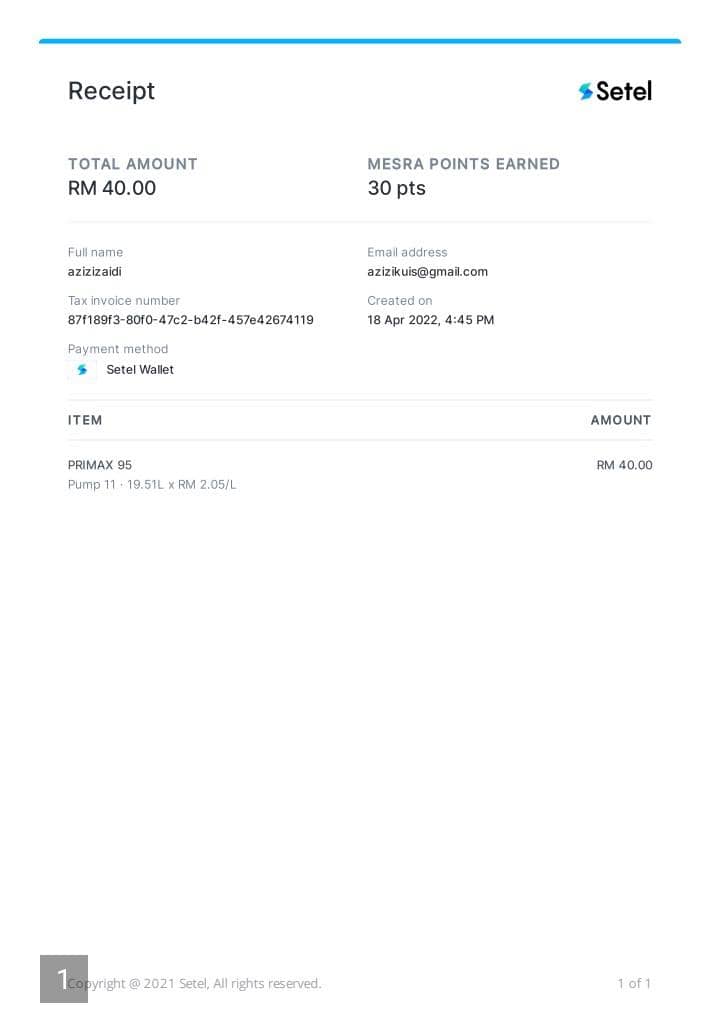 Receipt
Setel
TOTAL AMOUNT
MESRA POINTS EARNED
RM 40.00
30 pts
Full name
Email address
azizizaidi
azizikuis@gmail.com
Tax invoice number
Created on
87f189f3-80f0-47c2-b42f-457e42674119
18 Apr 2022, 4:45 PM
Payment method
Setel Wallet
ITEM
AMOUNT
PRIMAX 95
RM 40.00
Pump 11 · 19.51L x RM 2.05/L
1
Copyright @ 2021 Setel, All rights reserved.
1 of 1